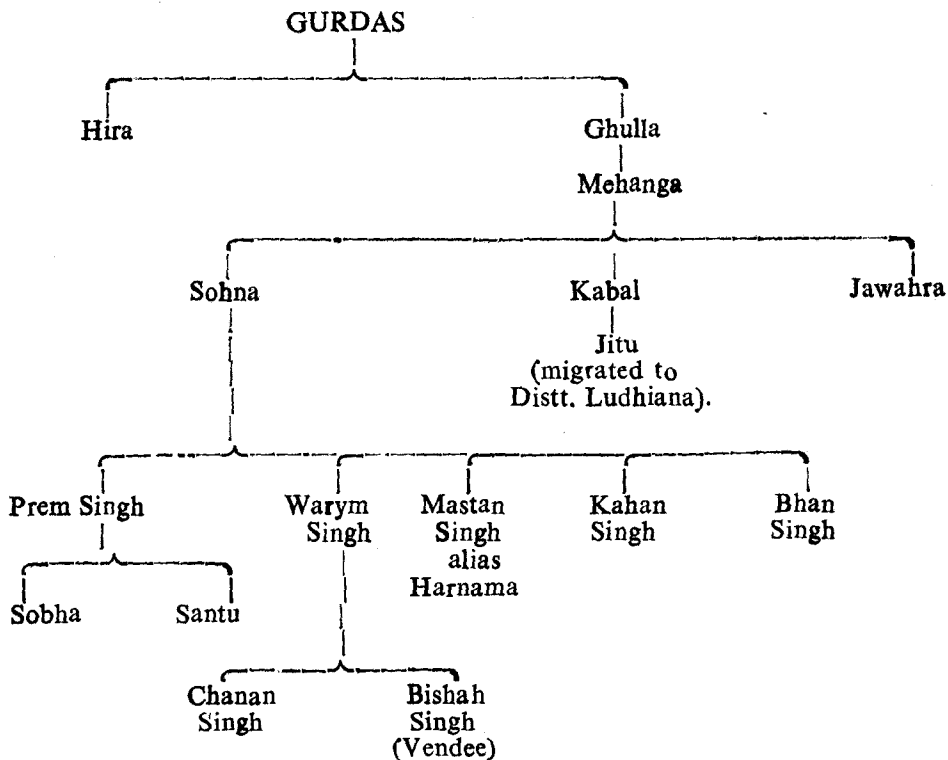 GURDAS
Hira
Ghulla
Mehanga
Sohna
Kabal
Jawahra
Jitu
(migrated to
Distt. Ludhiana).
Prem Singh
Warym
Singh
Mastan
Singh
alias
Harnama
Kahan
Singh
Bhan
Singh
Sobha
Santu
Chanan
Singh
Bishah
Singh
(Vendee)